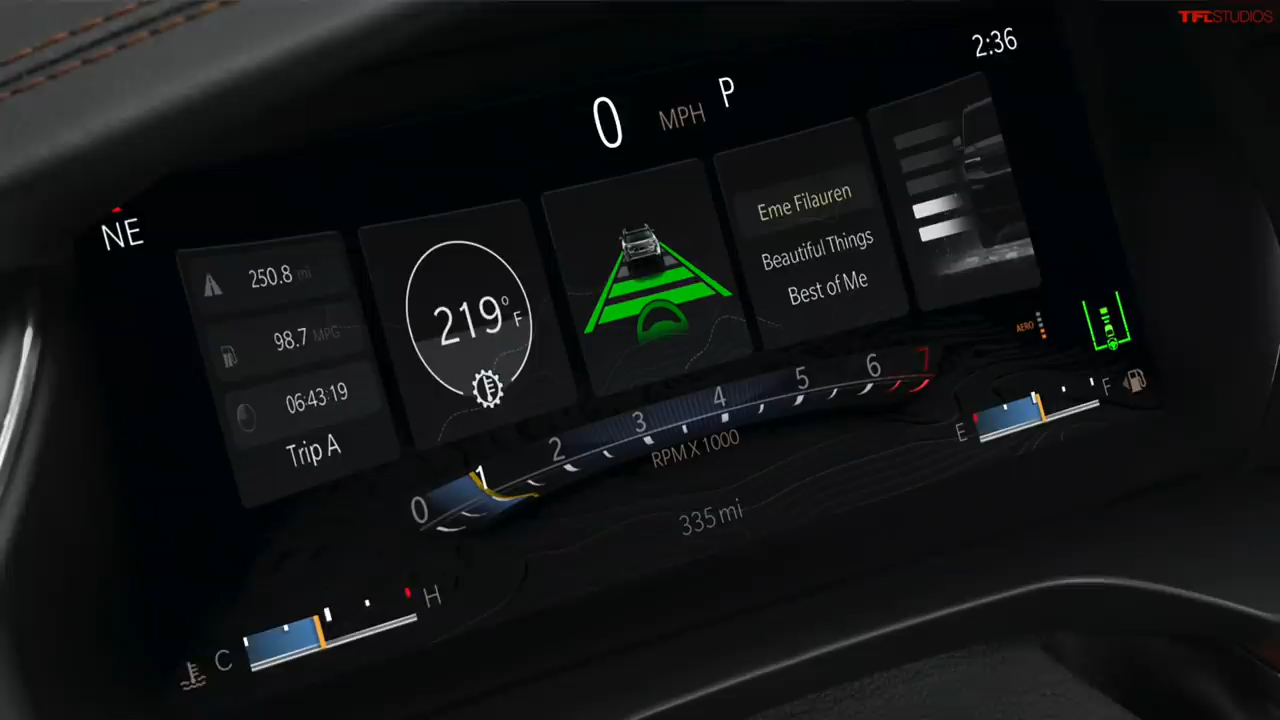 TFLSTUDIOS
2:36
0 MPH P
NE
250.8 mi
98.7 MPG
06:43:19
Trip A
219°F
Eme Filauren
Beautiful Things
Best of Me
AERO
0 1 2 3 4 5 6 7
RPM X 1000
E F
335 mi
C H